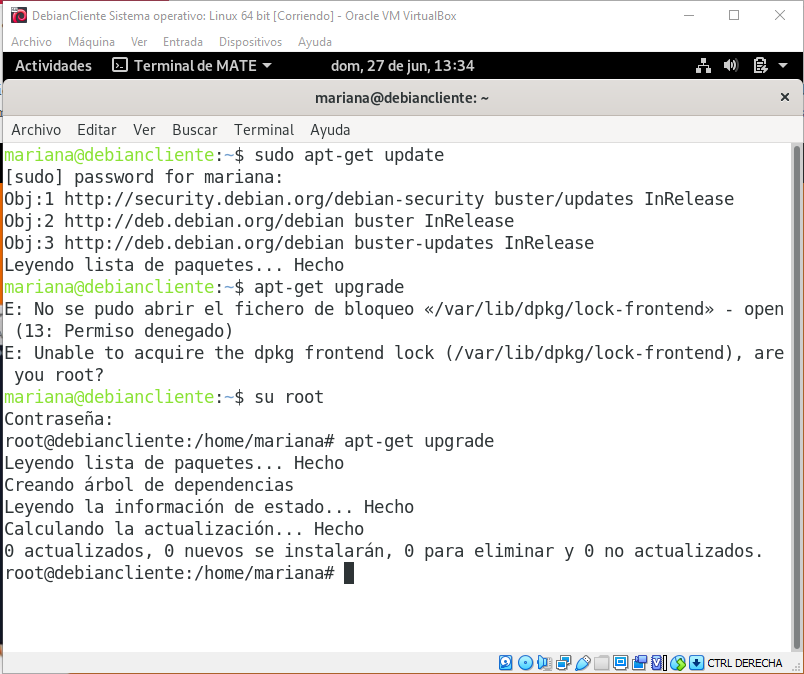 DebianCliente Sistema operativo: Linux 64 bit [Corriendo] - Oracle VM VirtualBox
Archivo Máquina Ver Entrada Dispositivos Ayuda
Actividades Terminal de MATE dom, 27 de jun, 13:34
mariana@debiancliente: ~
Archivo Editar Ver Buscar Terminal Ayuda
mariana@debiancliente:~$ sudo apt-get update
[sudo] password for mariana:
Obj:1 http://security.debian.org/debian-security buster/updates InRelease
Obj:2 http://deb.debian.org/debian buster InRelease
Obj:3 http://deb.debian.org/debian buster-updates InRelease
Leyendo lista de paquetes... Hecho
mariana@debiancliente:~$ apt-get upgrade
E: No se pudo abrir el fichero de bloqueo «/var/lib/dpkg/lock-frontend» - open
(13: Permiso denegado)
E: Unable to acquire the dpkg frontend lock (/var/lib/dpkg/lock-frontend), are
you root?
mariana@debiancliente:~$ su root
Contraseña:
root@debiancliente:/home/mariana# apt-get upgrade
Leyendo lista de paquetes... Hecho
Creando árbol de dependencias
Leyendo la información de estado... Hecho
Calculando la actualización... Hecho
0 actualizados, 0 nuevos se instalarán, 0 para eliminar y 0 no actualizados.
root@debiancliente:/home/mariana#
CTRL DERECHA